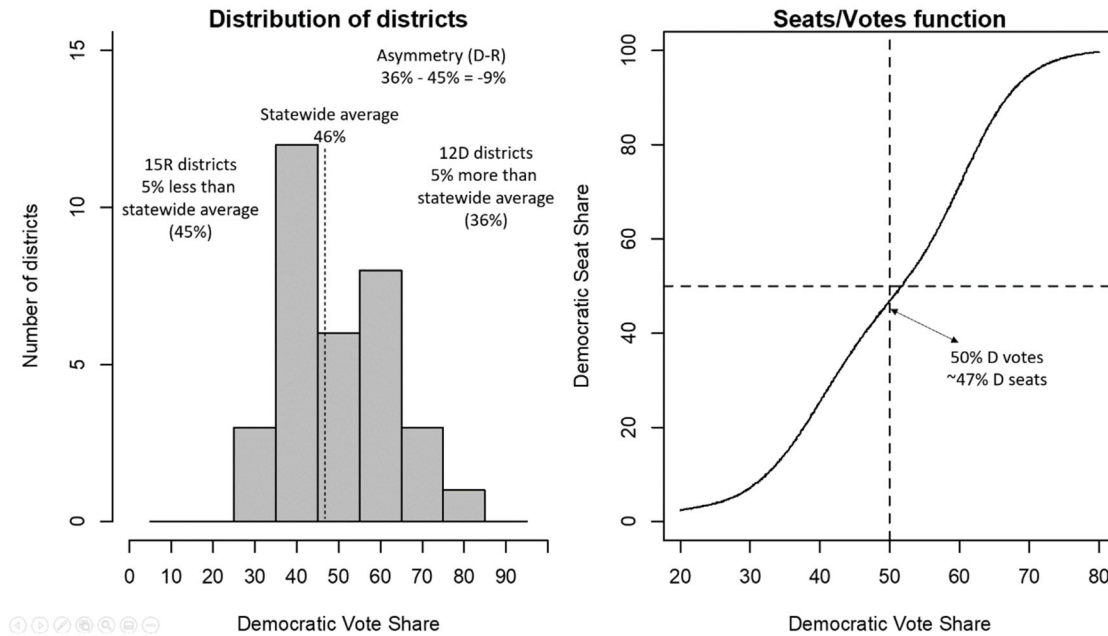 Distribution of districts
15
10
5
0
Number of districts
Asymmetry (D-R)
36% - 45% = -9%
Statewide average
46%
15R districts
5% less than
statewide average
(45%)
12D districts
5% more than
statewide average
(36%)
0 10 20 30 40 50 60 70 80 90
Democratic Vote Share
Seats/Votes function
100
80
60
40
20
0
Democratic Seat Share
50% D votes
~47% D seats
20 30 40 50 60 70 80
Democratic Vote Share